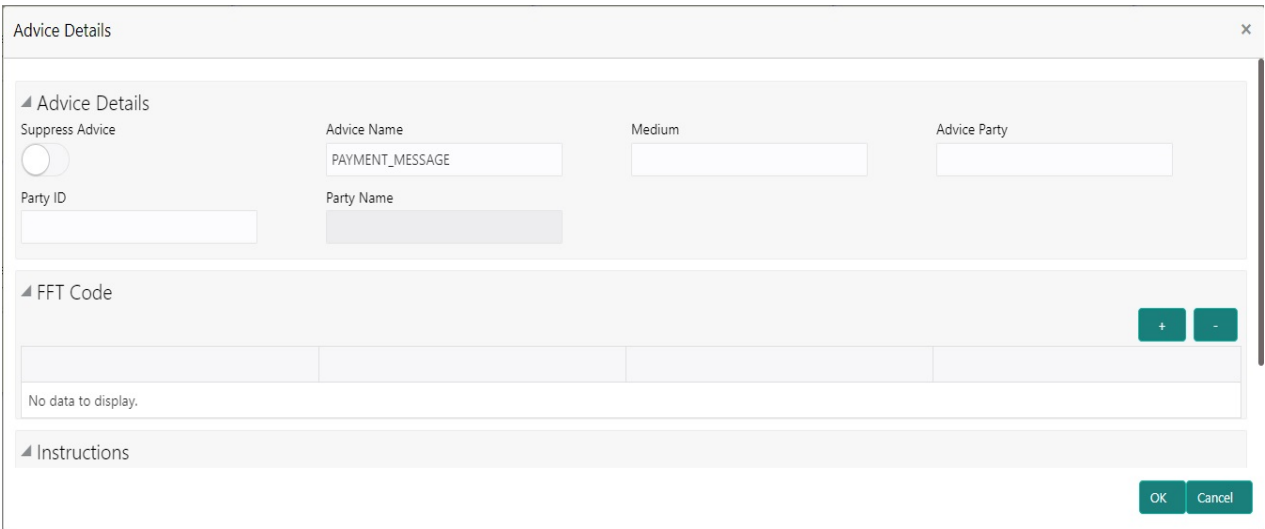 Advice Details
×
Advice Details
Suppress Advice Advice Name Medium Advice Party
PAYMENT_MESSAGE
Party ID Party Name
FFT Code
+ -
No data to display.
Instructions
OK Cancel